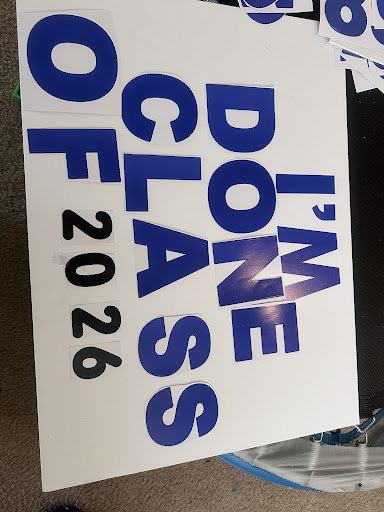 I'M
DONE
CLASS
OF
2026